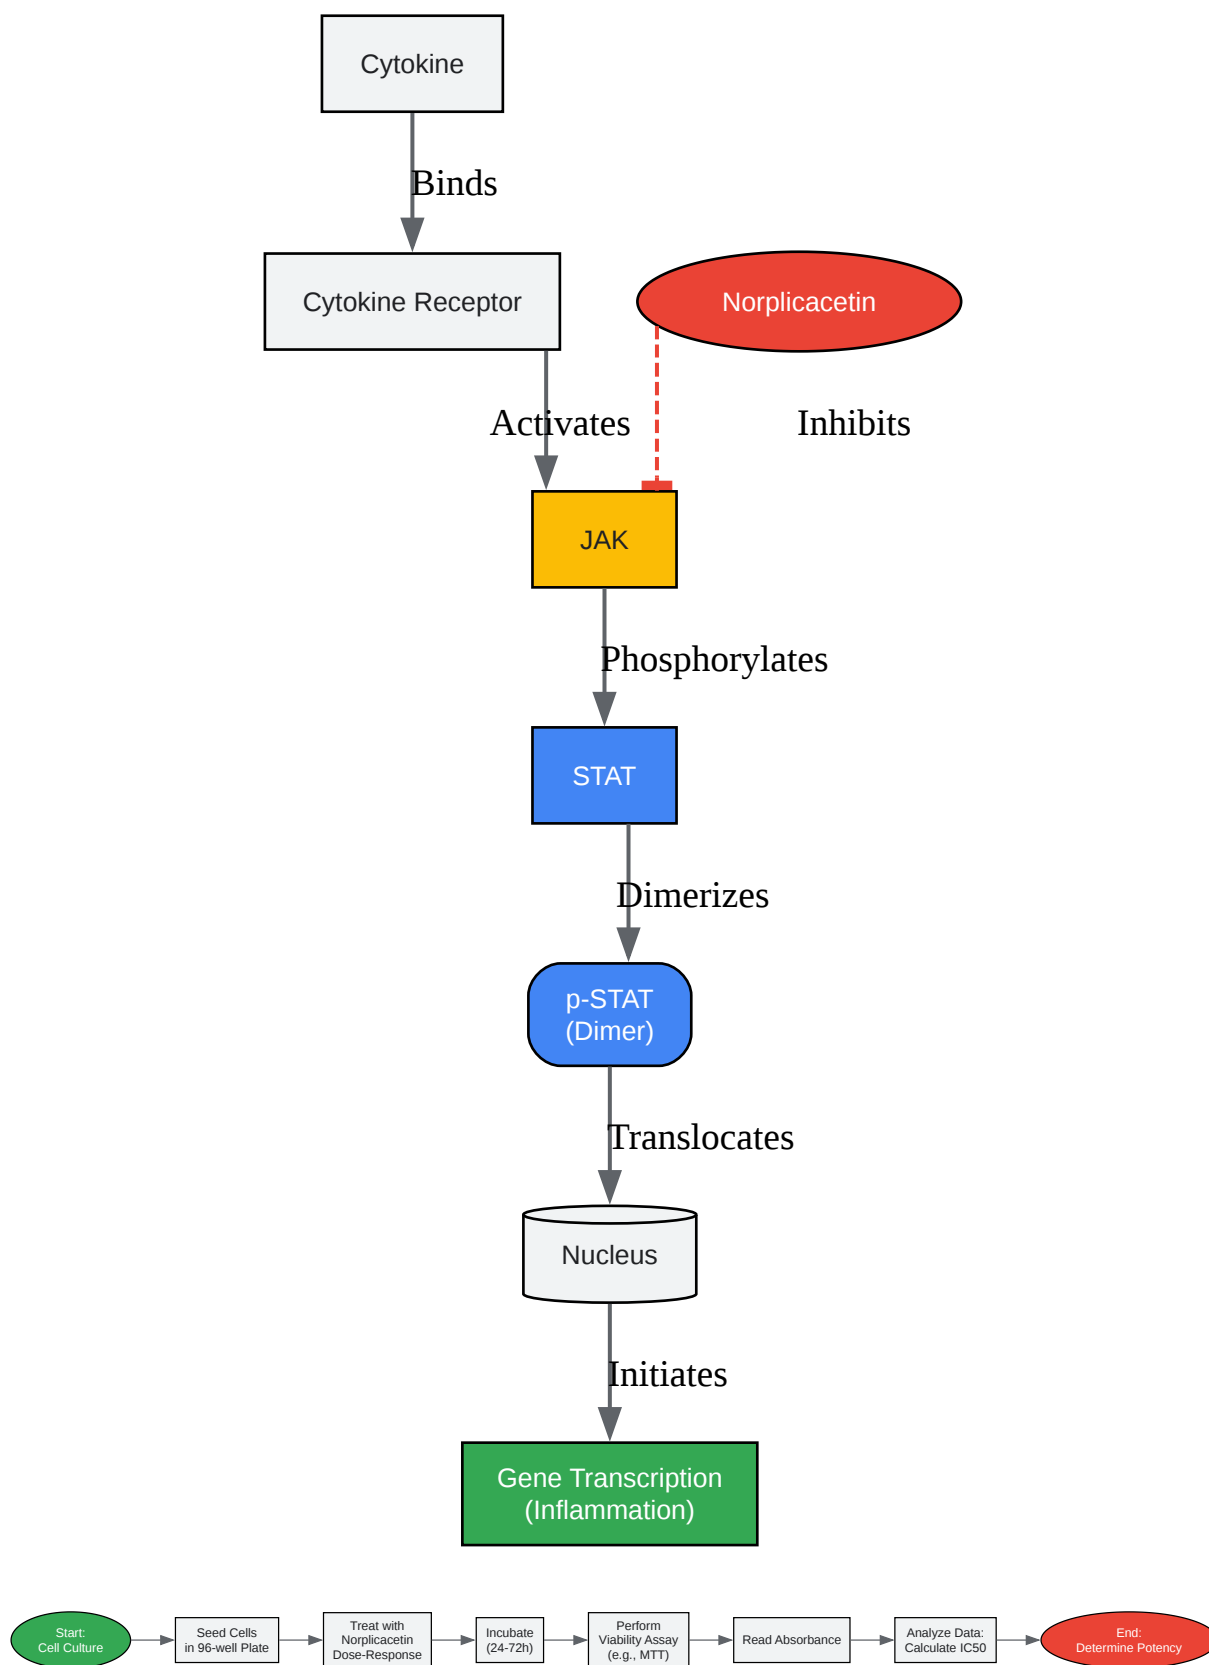 Cytokine
Binds
Cytokine Receptor
Norplicacetin
Activates
Inhibits
JAK
Phosphorylates
STAT
Dimerizes
p-STAT
(Dimer)
Translocates
Nucleus
Initiates
Gene Transcription
(Inflammation)
Start:
Cell Culture
Seed Cells
in 96-well Plate
Treat with
Norplicacetin
Dose-Response
Incubate
(24-72h)
Perform
Viability Assay
(e.g., MTT)
Read Absorbance
Analyze Data:
Calculate IC50
End:
Determine Potency